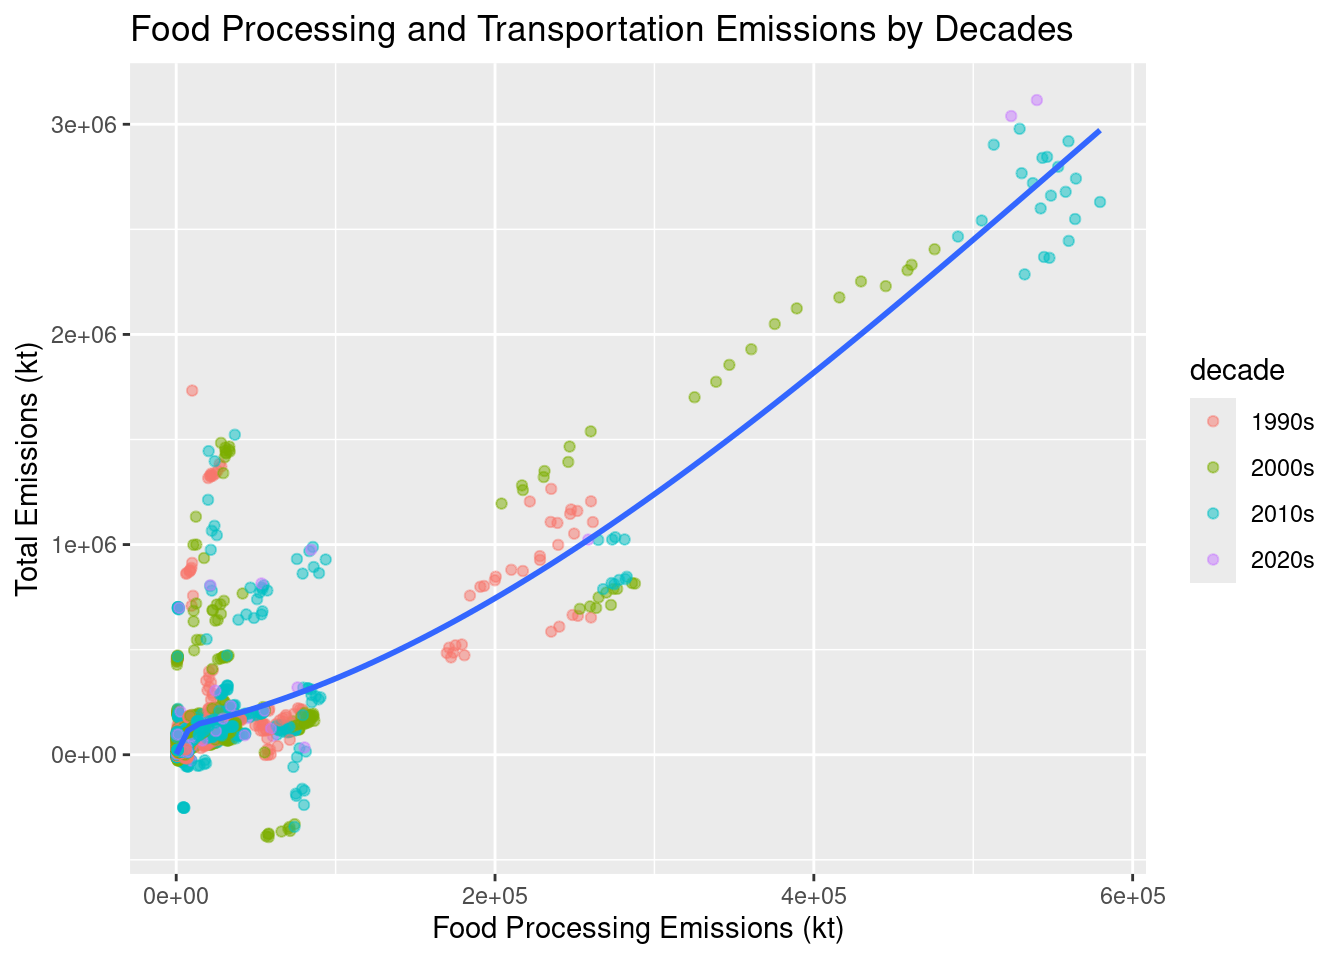 Food Processing and Transportation Emissions by Decades
3e+06
2e+06
1e+06
0e+00
Total Emissions (kt)
0e+00 2e+05 4e+05 6e+05
Food Processing Emissions (kt)
decade
1990s
2000s
2010s
2020s